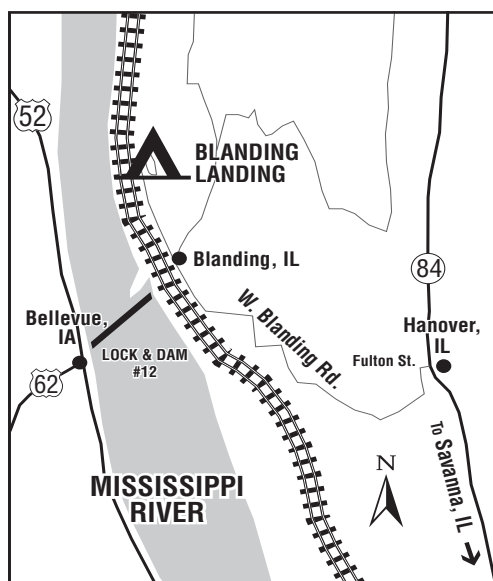 52
BLANDING
LANDING
Blanding, IL
84
Bellevue,
IA
W. Blanding Rd.
Hanover,
IL
LOCK & DAM
#12
Fulton St.
62
To Savanna, IL
N
MISSISSIPPI
RIVER